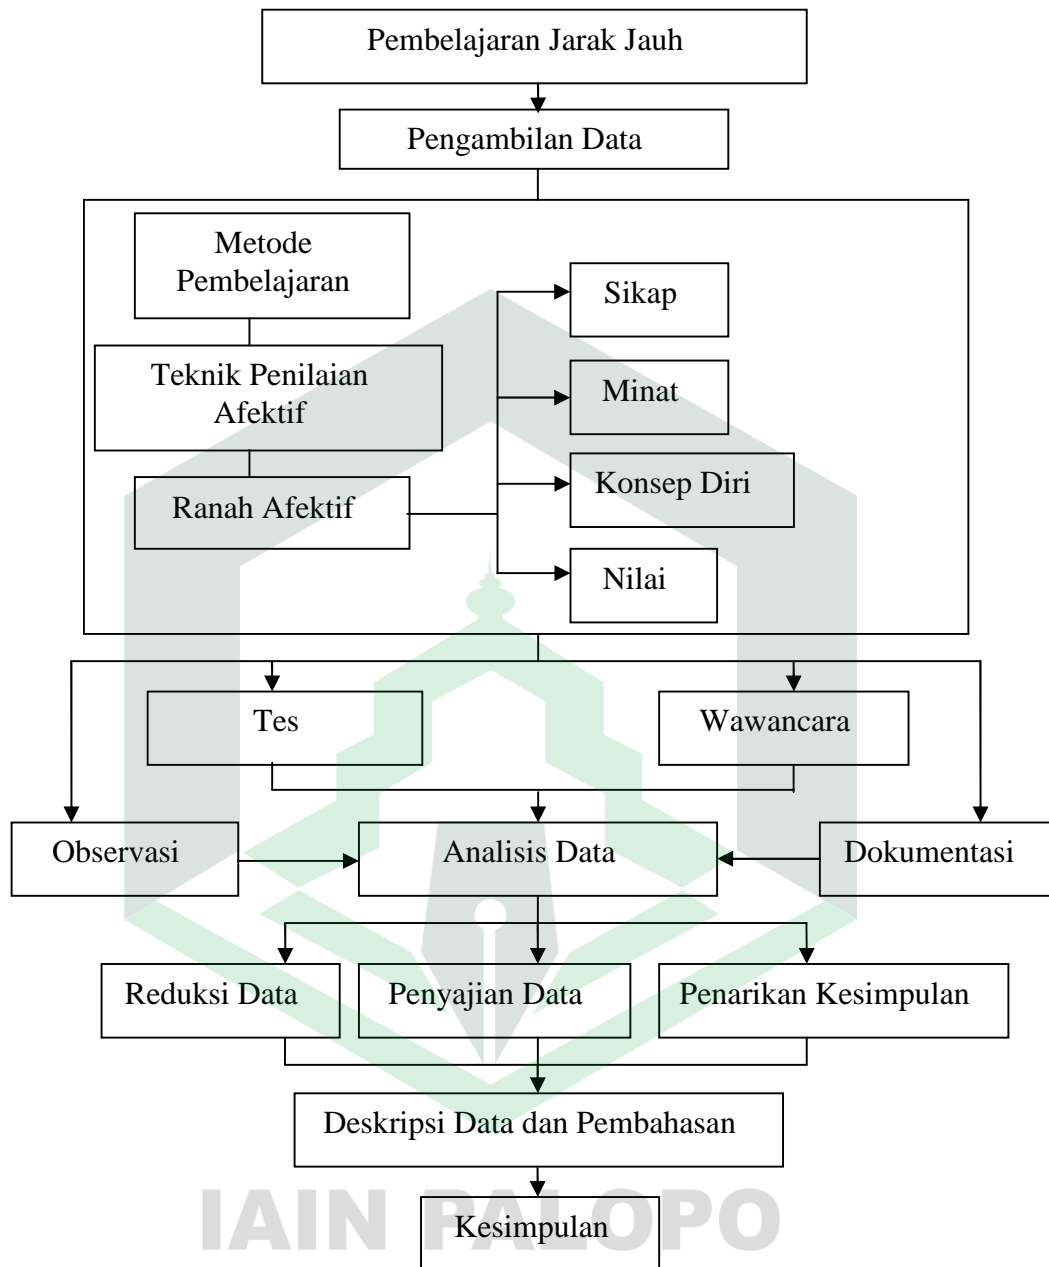 Pembelajaran Jarak Jauh
Pengambilan Data
Metode
Pembelajaran
Teknik Penilaian
Afektif
Ranah Afektif
Sikap
Minat
Konsep Diri
Nilai
Tes
Wawancara
Observasi
Analisis Data
Dokumentasi
Reduksi Data
Penyajian Data
Penarikan Kesimpulan
Deskripsi Data dan Pembahasan
Kesimpulan
IAIN PALOPO